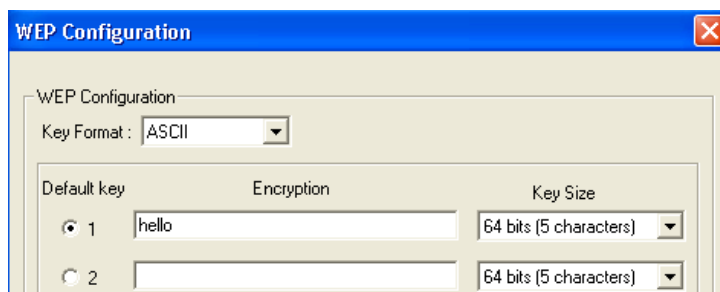 WEP Configuration
WEP Configuration
Key Format : ASCII
Default key Encryption Key Size
1 hello 64 bits (5 characters)
2 64 bits (5 characters)